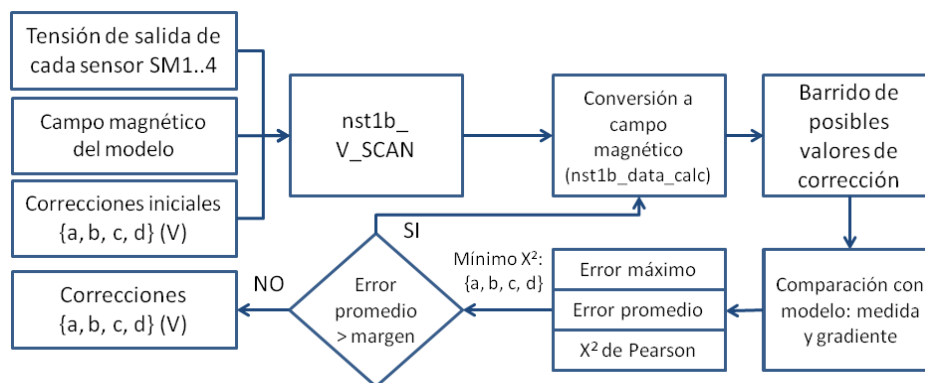 Tensión de salida de
cada sensor SM1..4
Campo magnético
del modelo
Correcciones iniciales
{a, b, c, d} (V)
nst1b_
V_SCAN
Conversión a
campo
magnético
(nst1b_data_calc)
Barrido de
posibles
valores de
corrección
Comparación con
modelo: medida
y gradiente
Error máximo
Error promedio
X² de Pearson
Mínimo X²:
{a, b, c, d}
SI
Error
promedio
> margen
NO
Correcciones
{a, b, c, d} (V)